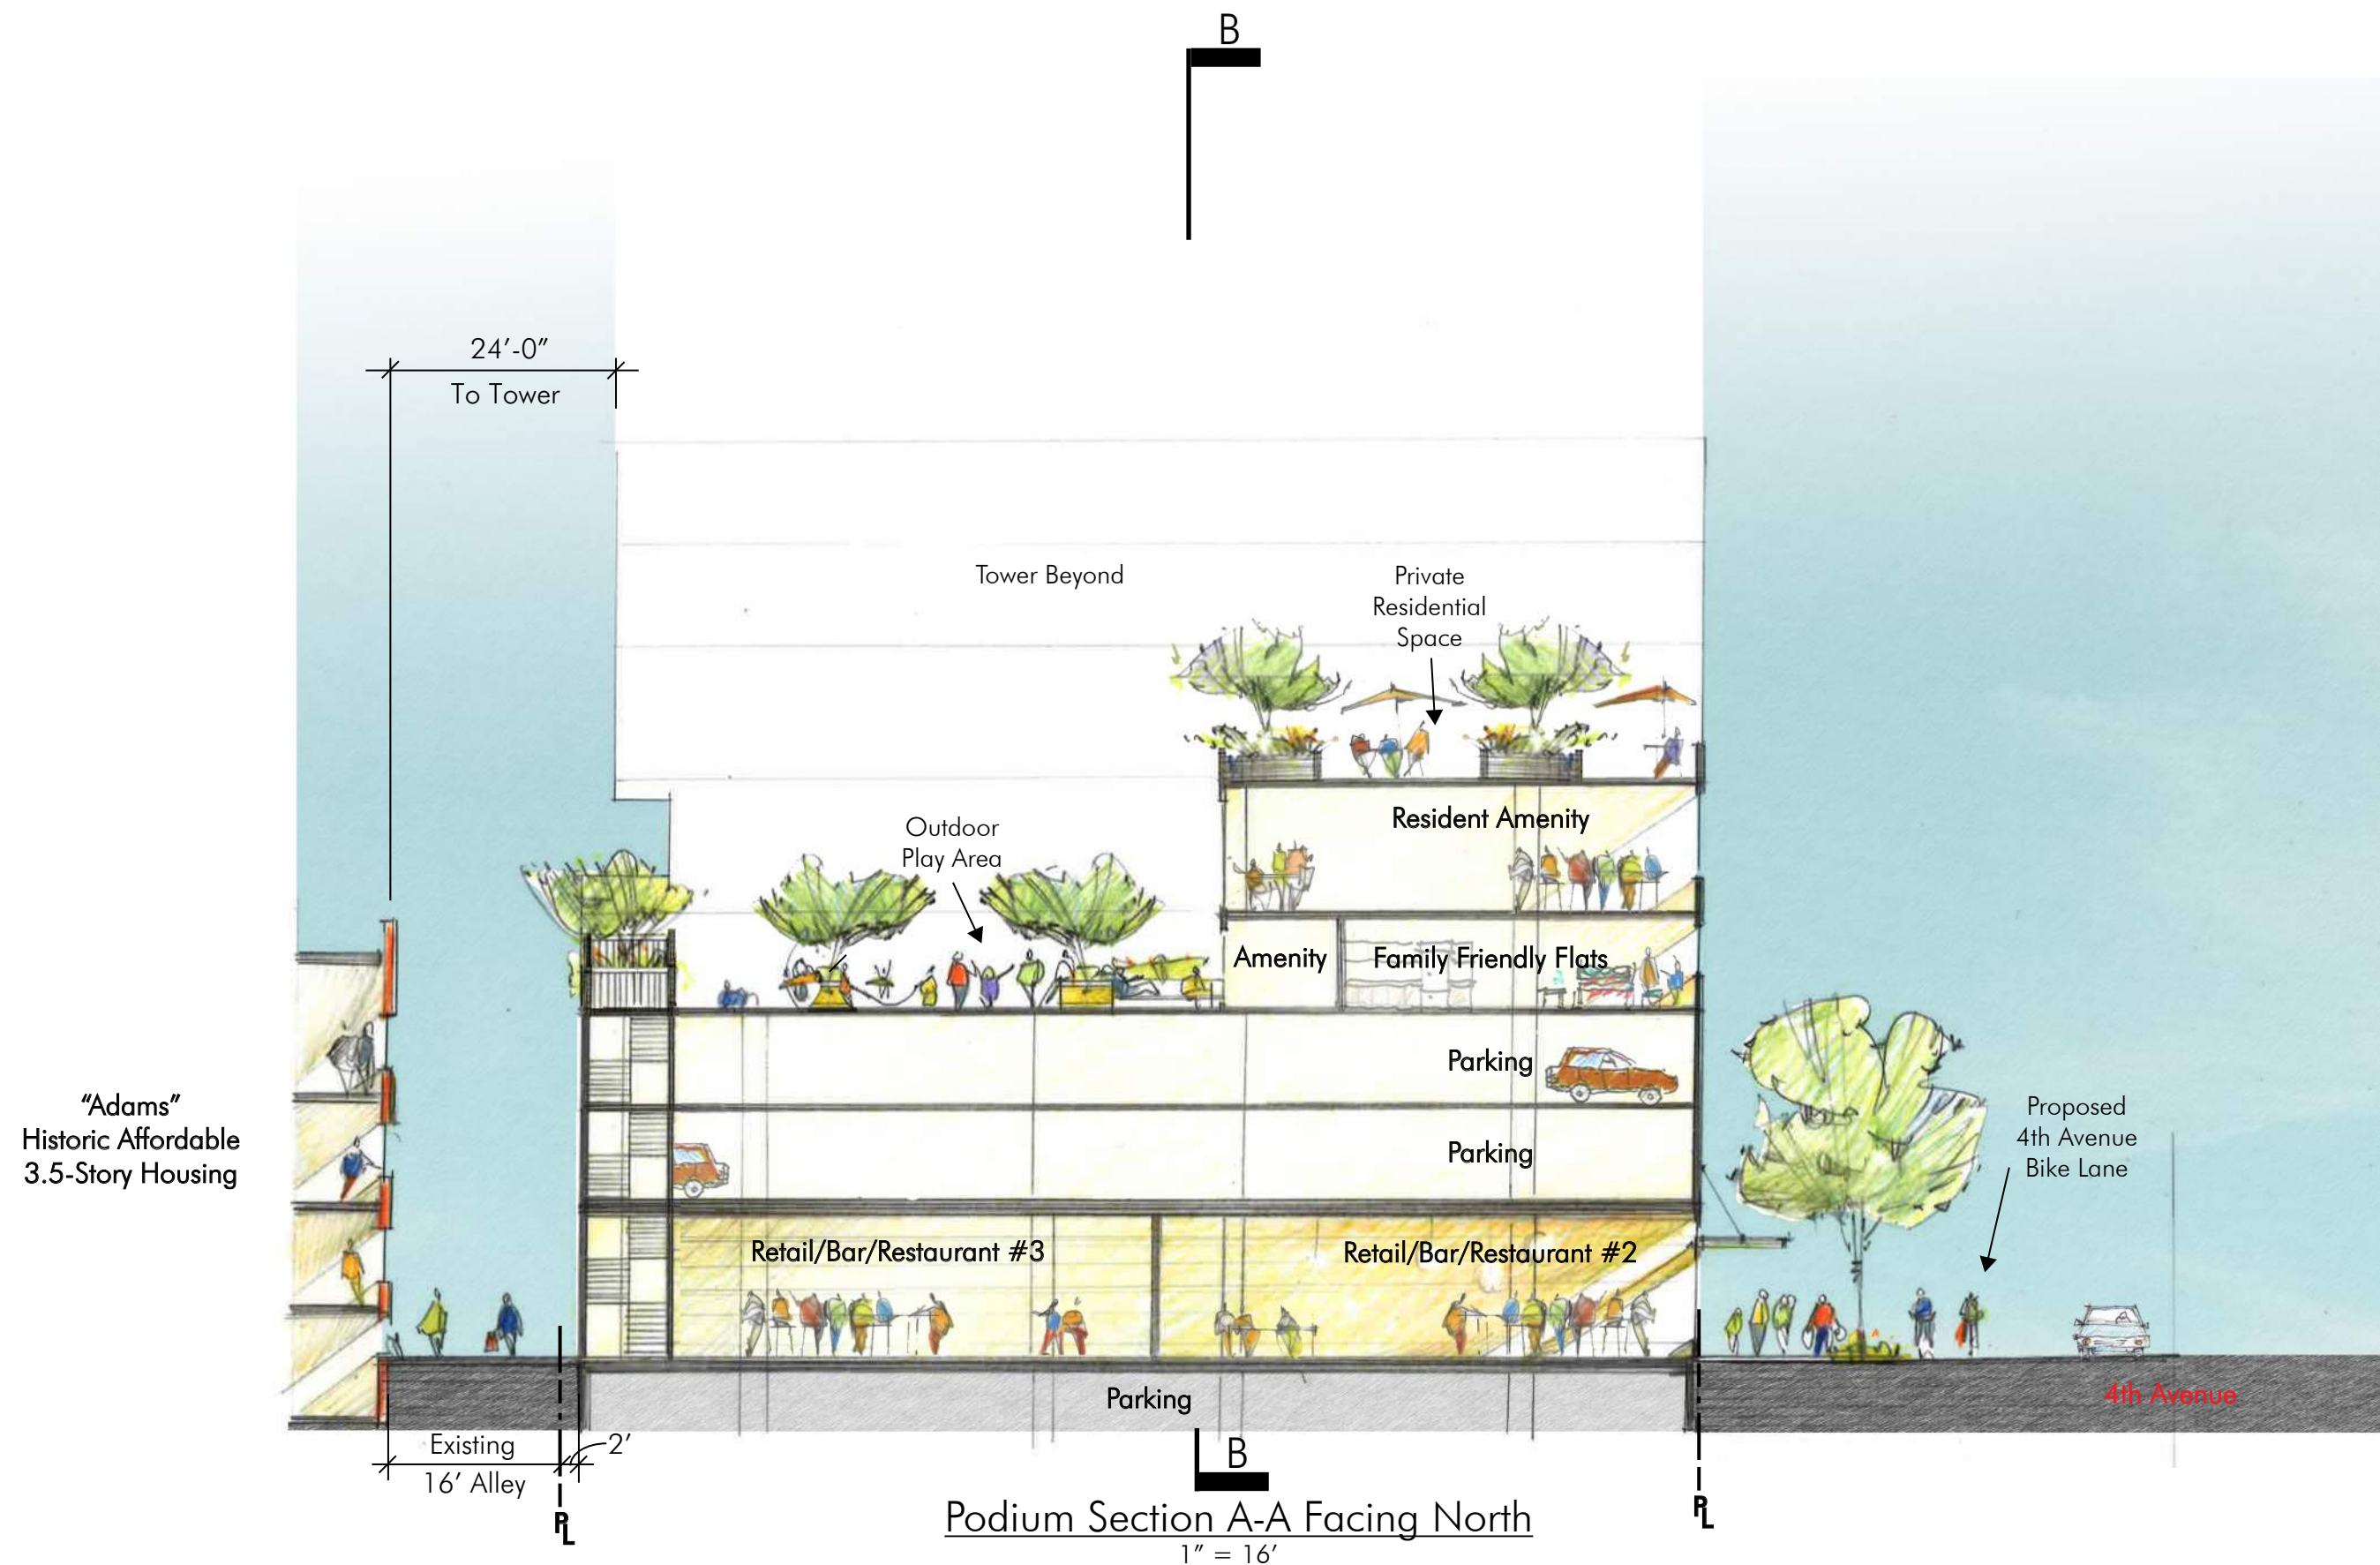 B
24’-0”
To Tower
Tower Beyond
Private
Residential
Space
Resident Amenity
Outdoor
Play Area
Amenity
Family Friendly Flats
Parking
Parking
“Adams”
Historic Affordable
3.5-Story Housing
Proposed
4th Avenue
Bike Lane
Retail/Bar/Restaurant #3
Retail/Bar/Restaurant #2
Parking
4th Avenue
Existing
16’ Alley
2’
B
PL
PL
Podium Section A-A Facing North
1” = 16’